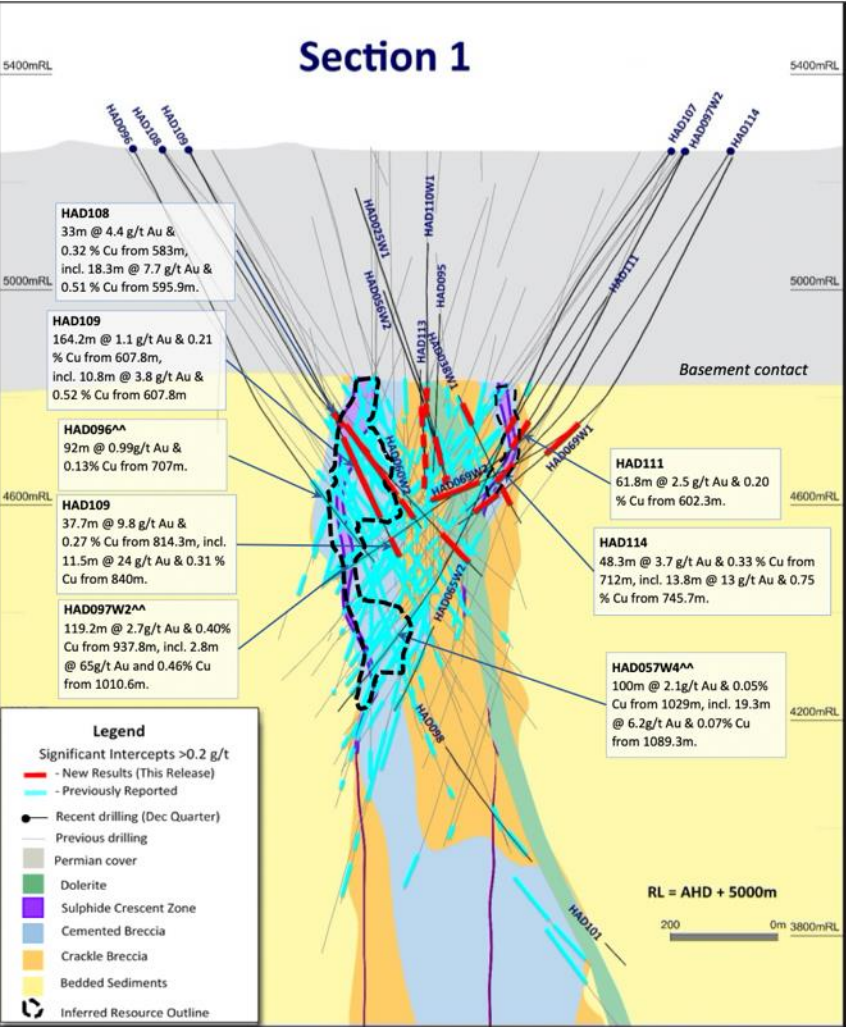 Section 1
5400mRL
5400mRL
HAD096
HAD108
HAD109
HAD107
HAD097W2
HAD114
HAD108
33m @ 4.4 g/t Au &
0.32 % Cu from 583m,
incl. 18.3m @ 7.7 g/t Au &
0.51 % Cu from 595.9m.
HAD025W1
HAD110W1
HAD056W2
HAD095
HAD111
5000mRL
5000mRL
HAD113
HAD038W1
HAD109
164.2m @ 1.1 g/t Au & 0.21
% Cu from 607.8m,
incl. 10.8m @ 3.8 g/t Au &
0.52 % Cu from 607.8m
Basement contact
HAD096^^
92m @ 0.99g/t Au &
0.13% Cu from 707m.
HAD060W2
HAD069W2
HAD069W1
HAD111
61.8m @ 2.5 g/t Au & 0.20
% Cu from 602.3m.
4600mRL
4600mRL
HAD109
37.7m @ 9.8 g/t Au &
0.27 % Cu from 814.3m, incl.
11.5m @ 24 g/t Au & 0.31 %
Cu from 840m.
HAD114
48.3m @ 3.7 g/t Au & 0.33 % Cu from
712m, incl. 13.8m @ 13 g/t Au & 0.75
% Cu from 745.7m.
HAD065W2
HAD097W2^^
119.2m @ 2.7g/t Au & 0.40%
Cu from 937.8m, incl. 2.8m
@ 65g/t Au and 0.46% Cu
from 1010.6m.
HAD057W4^^
100m @ 2.1g/t Au & 0.05%
Cu from 1029m, incl. 19.3m
@ 6.2g/t Au & 0.07% Cu
from 1089.3m.
4200mRL
HAD098
Legend
Significant Intercepts >0.2 g/t
- New Results (This Release)
- Previously Reported
Recent drilling (Dec Quarter)
Previous drilling
Permian cover
Dolerite
Sulphide Crescent Zone
Cemented Breccia
Crackle Breccia
Bedded Sediments
Inferred Resource Outline
RL = AHD + 5000m
200
0m
3800mRL
HAD101